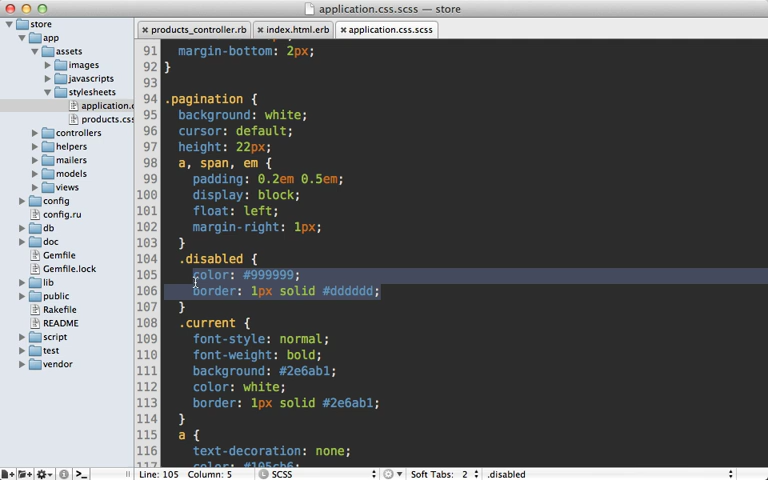 application.css.scss — store
store
app
assets
images
javascripts
stylesheets
application.c
products.css
controllers
helpers
mailers
models
views
config
config.ru
db
doc
Gemfile
Gemfile.lock
lib
public
Rakefile
README
script
test
vendor
products_controller.rb
index.html.erb
application.css.scss
91 margin-bottom: 2px;
92 }
93
94 .pagination {
95 background: white;
96 cursor: default;
97 height: 22px;
98 a, span, em {
99 padding: 0.2em 0.5em;
100 display: block;
101 float: left;
102 margin-right: 1px;
103 }
104 .disabled {
105 color: #999999;
106 border: 1px solid #dddddd;
107 }
108 .current {
109 font-style: normal;
110 font-weight: bold;
111 background: #2e6ab1;
112 color: white;
113 border: 1px solid #2e6ab1;
114 }
115 a {
116 text-decoration: none;
117 color: #105cb6;
Line: 105 Column: 5
SCSS
Soft Tabs: 2
.disabled